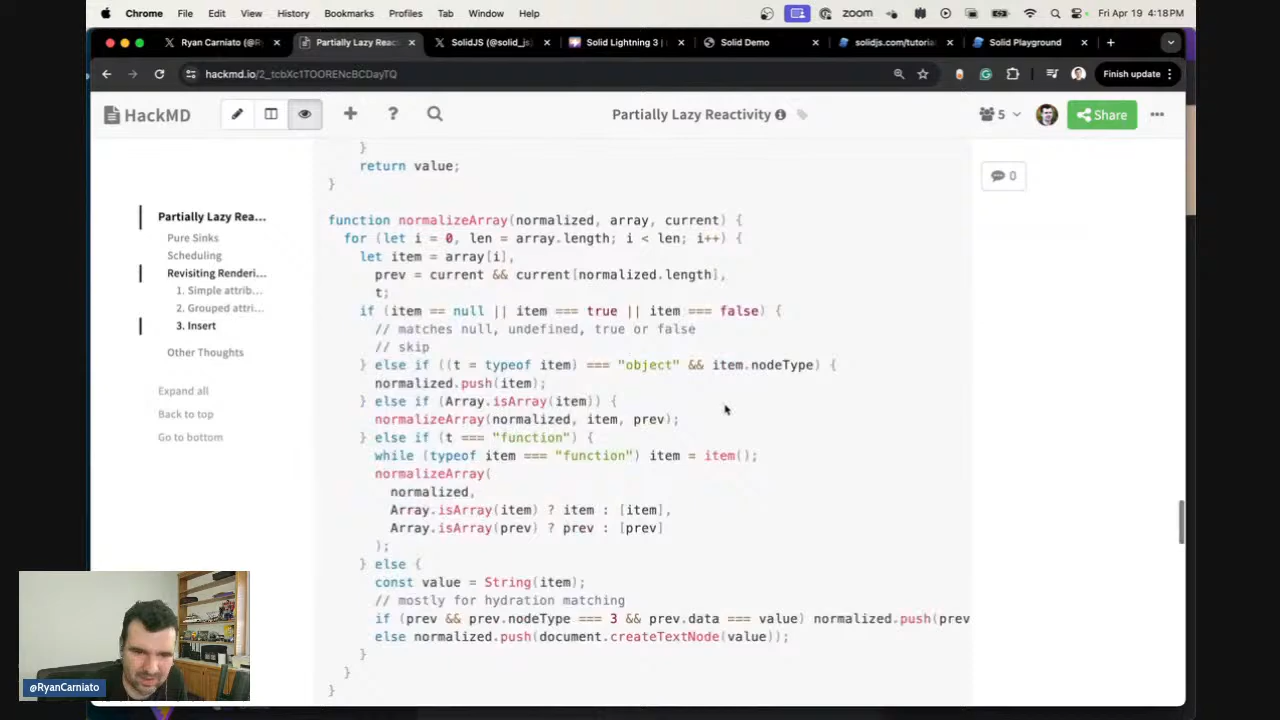 Chrome File Edit View History Bookmarks Profiles Tab Window Help zoom Fri Apr 19 4:18 PM
Ryan Carniato (@R Partially Lazy Reac SolidJS (@solid_js Solid Lightning 3 | Solid Demo solidjs.com/tutoria Solid Playground
hackmd.io/2_tcbXc1TOORENcBCDayTQ Finish update
HackMD Partially Lazy Reactivity 5 Share
0
Partially Lazy Rea...
Pure Sinks
Scheduling
Revisiting Renderi...
1. Simple attrib...
2. Grouped attri...
3. Insert
Other Thoughts
Expand all
Back to top
Go to bottom
}
return value;
}
function normalizeArray(normalized, array, current) {
for (let i = 0, len = array.length; i < len; i++) {
let item = array[i],
prev = current && current[normalized.length],
t;
if (item == null || item === true || item === false) {
// matches null, undefined, true or false
// skip
} else if ((t = typeof item) === "object" && item.nodeType) {
normalized.push(item);
} else if (Array.isArray(item)) {
normalizeArray(normalized, item, prev);
} else if (t === "function") {
while (typeof item === "function") item = item();
normalizeArray(
normalized,
Array.isArray(item) ? item : [item],
Array.isArray(prev) ? prev : [prev]
);
} else {
const value = String(item);
// mostly for hydration matching
if (prev && prev.nodeType === 3 && prev.data === value) normalized.push(prev
else normalized.push(document.createTextNode(value));
}
}
}
@RyanCarniato